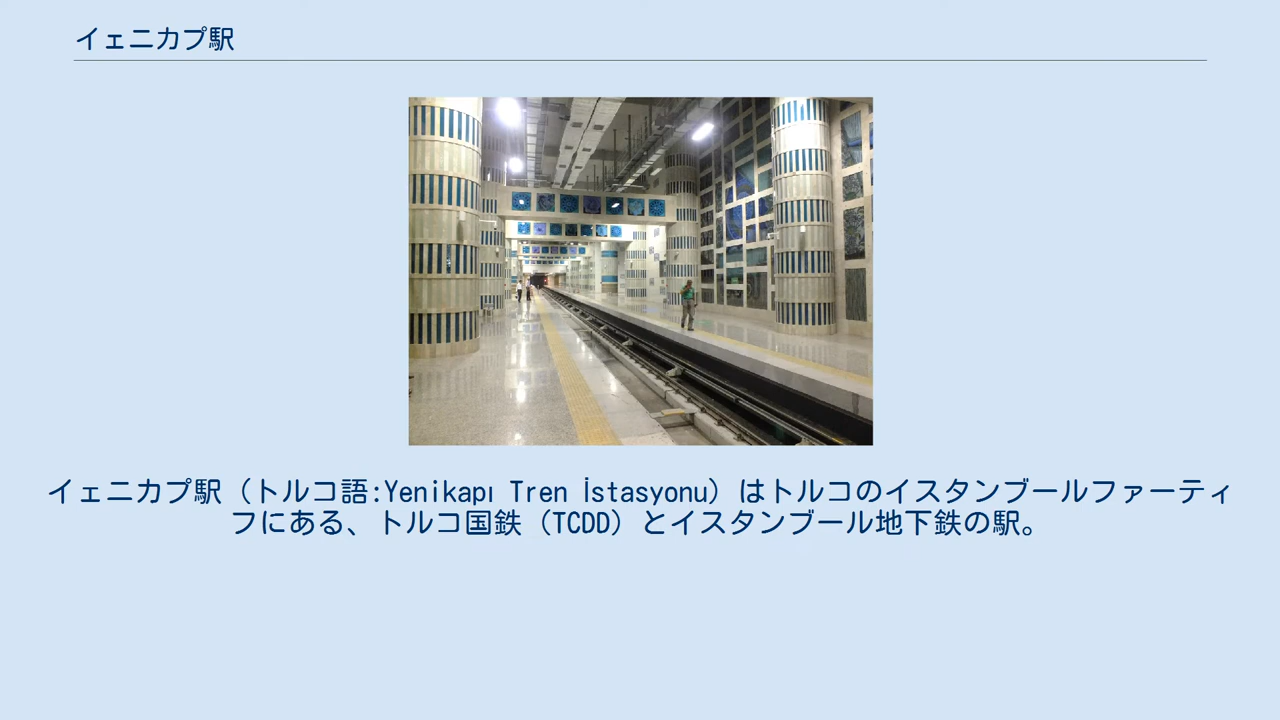 イェニカプ駅
イェニカプ駅（トルコ語:Yenikapı Tren İstasyonu）はトルコのイスタンブールファーティ
フにある、トルコ国鉄（TCDD）とイスタンブール地下鉄の駅。